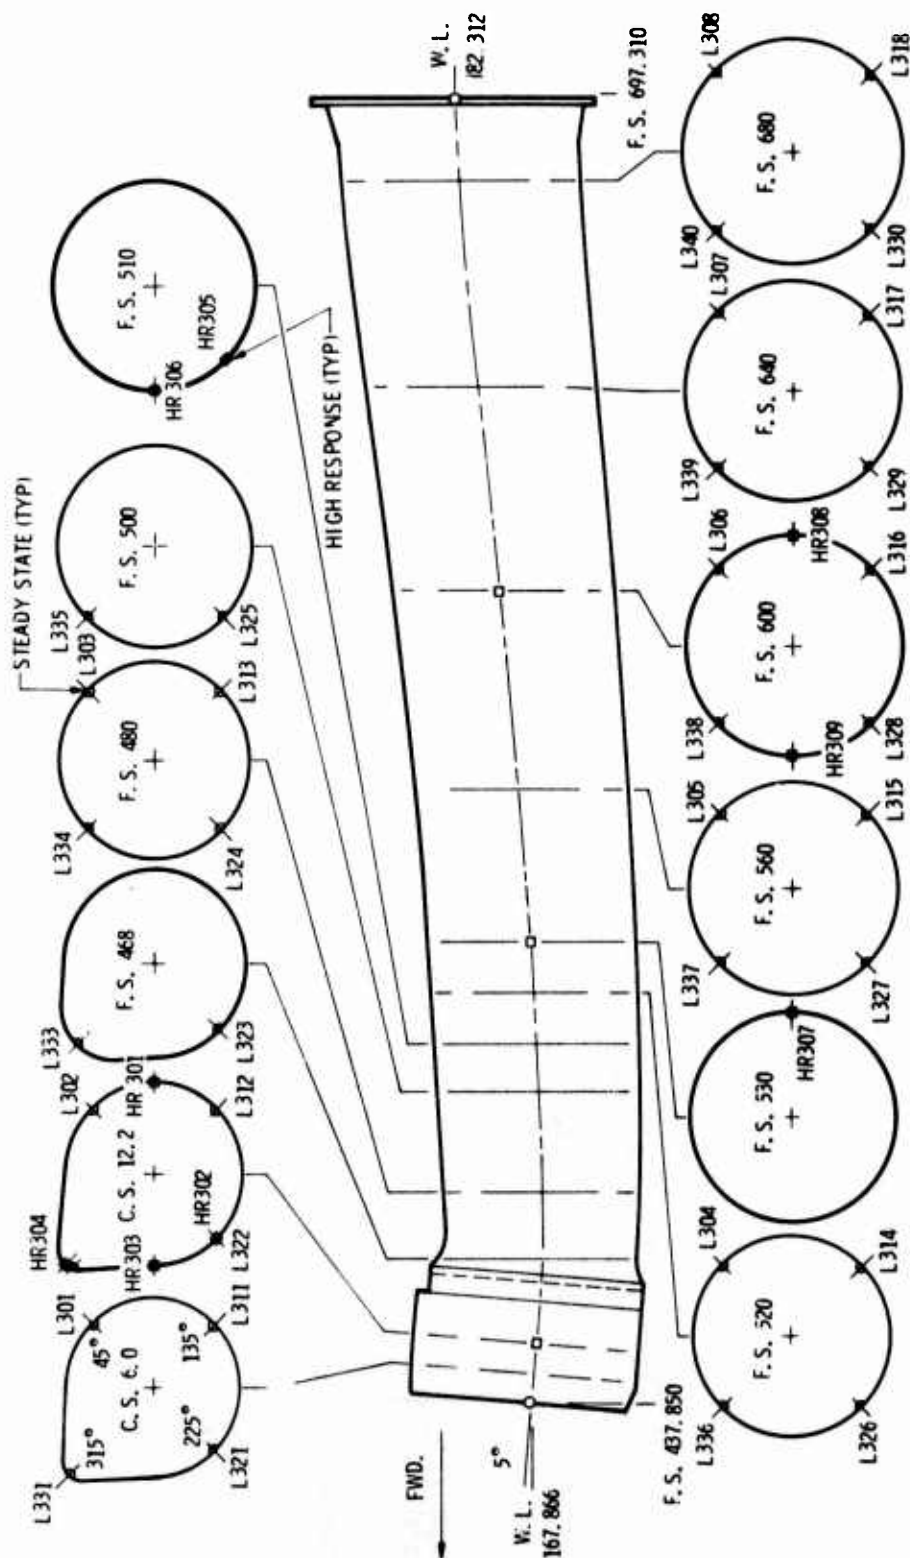 L331
315°
C. S. 6.0
L301
45°
225°
135°
L321
L311
HR304
C. S. 12.2
L302
HR 301
HR303
HR302
L322
L312
L333
F. S. 468
L323
L334
F. S. 480
L303
L324
L313
STEADY STATE (TYP)
L335
F. S. 500
L325
F. S. 510
HR 306
HR305
HIGH RESPONSE (TYP)
FWD.
5°
W. L.
167. 866
F. S. 437. 850
W. L.
182. 312
F. S. 697. 310
L336
F. S. 520
L304
L326
L314
F. S. 530
HR307
L337
F. S. 560
L305
L327
L315
L338
F. S. 600
L306
HR309
HR308
L328
L316
L339
F. S. 640
L307
L329
L317
L340
F. S. 680
L308
L330
L318